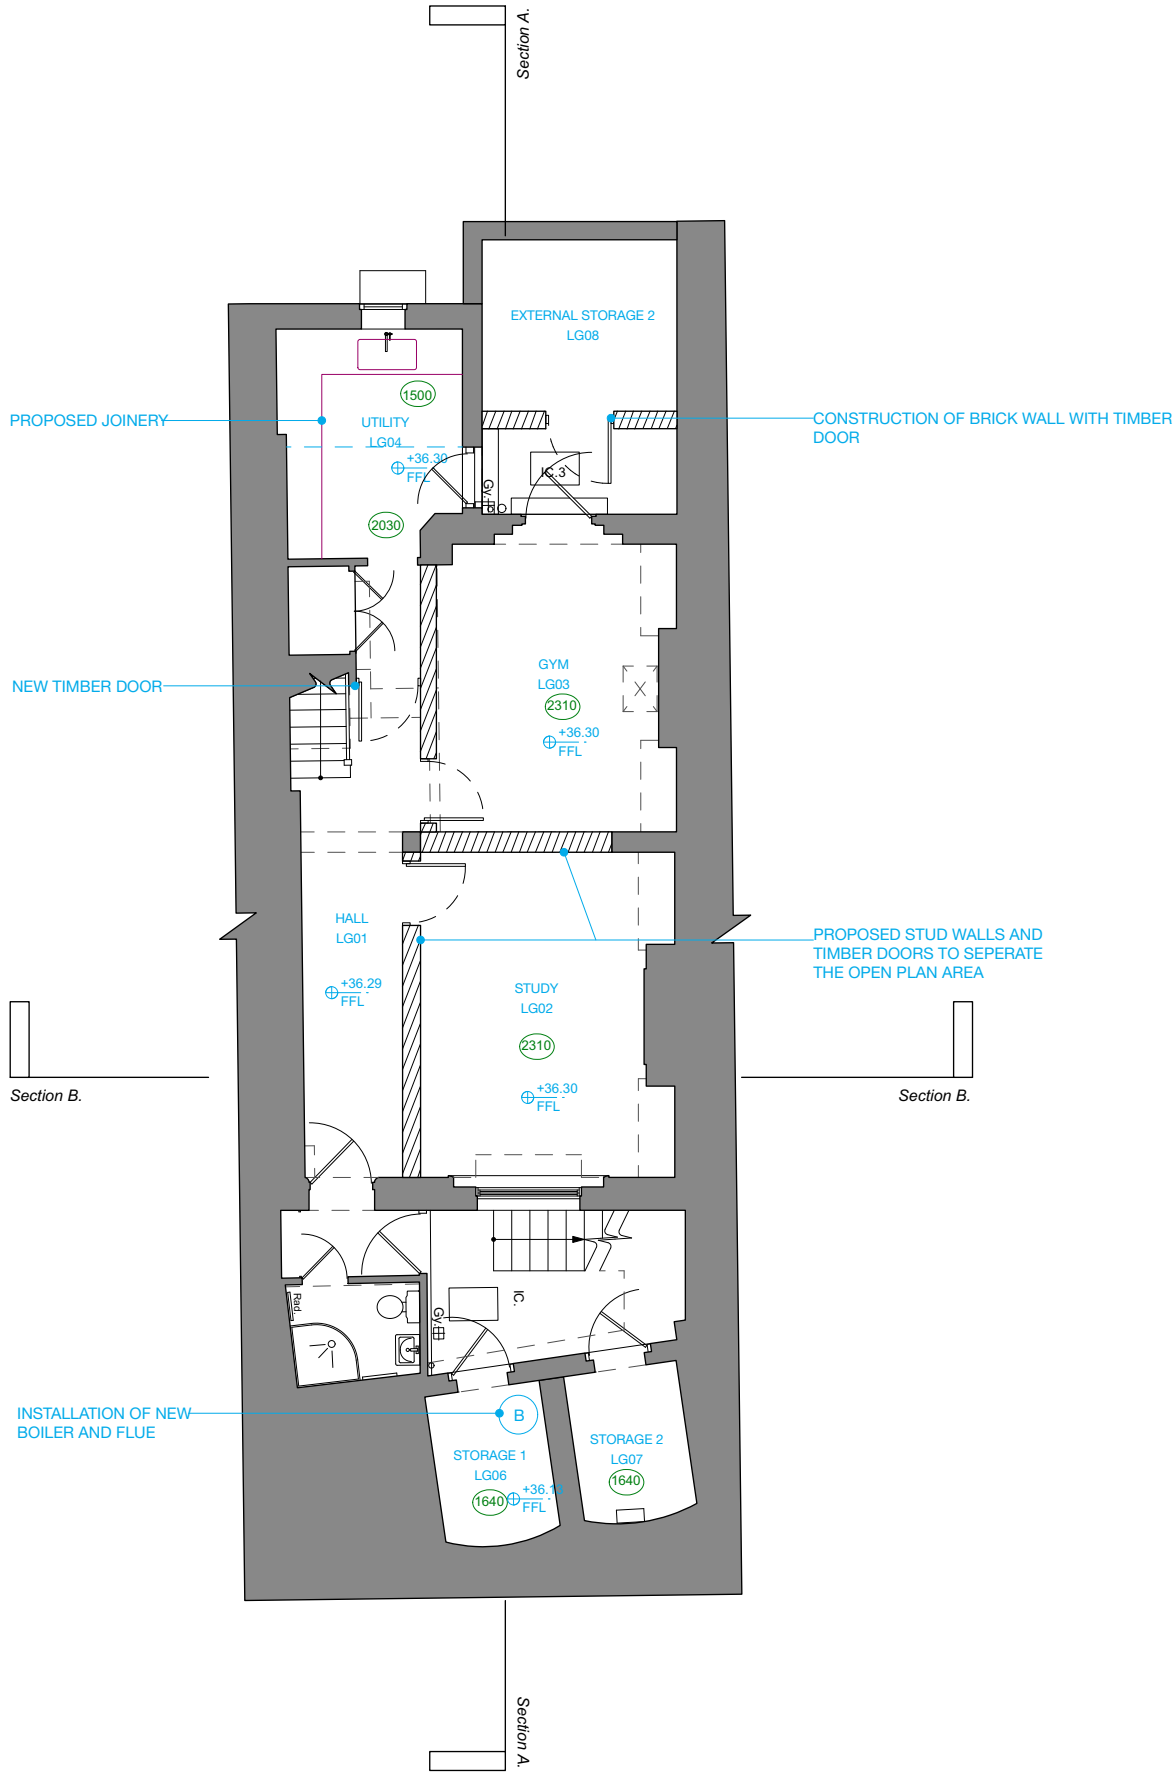 Section A.
EXTERNAL STORAGE 2
LG08
PROPOSED JOINERY
1500
UTILITY
LG04
+36.30
FFL
CONSTRUCTION OF BRICK WALL WITH TIMBER
DOOR
IC.3
Gy.
2030
NEW TIMBER DOOR
GYM
LG03
2310
+36.30
FFL
HALL
LG01
+36.29
FFL
PROPOSED STUD WALLS AND
TIMBER DOORS TO SEPERATE
THE OPEN PLAN AREA
STUDY
LG02
2310
+36.30
FFL
Section B.
Section B.
Rad.
Gy.
IC.
INSTALLATION OF NEW
BOILER AND FLUE
B
STORAGE 1
LG06
1640
FFL
STORAGE 2
LG07
1640
Section A.